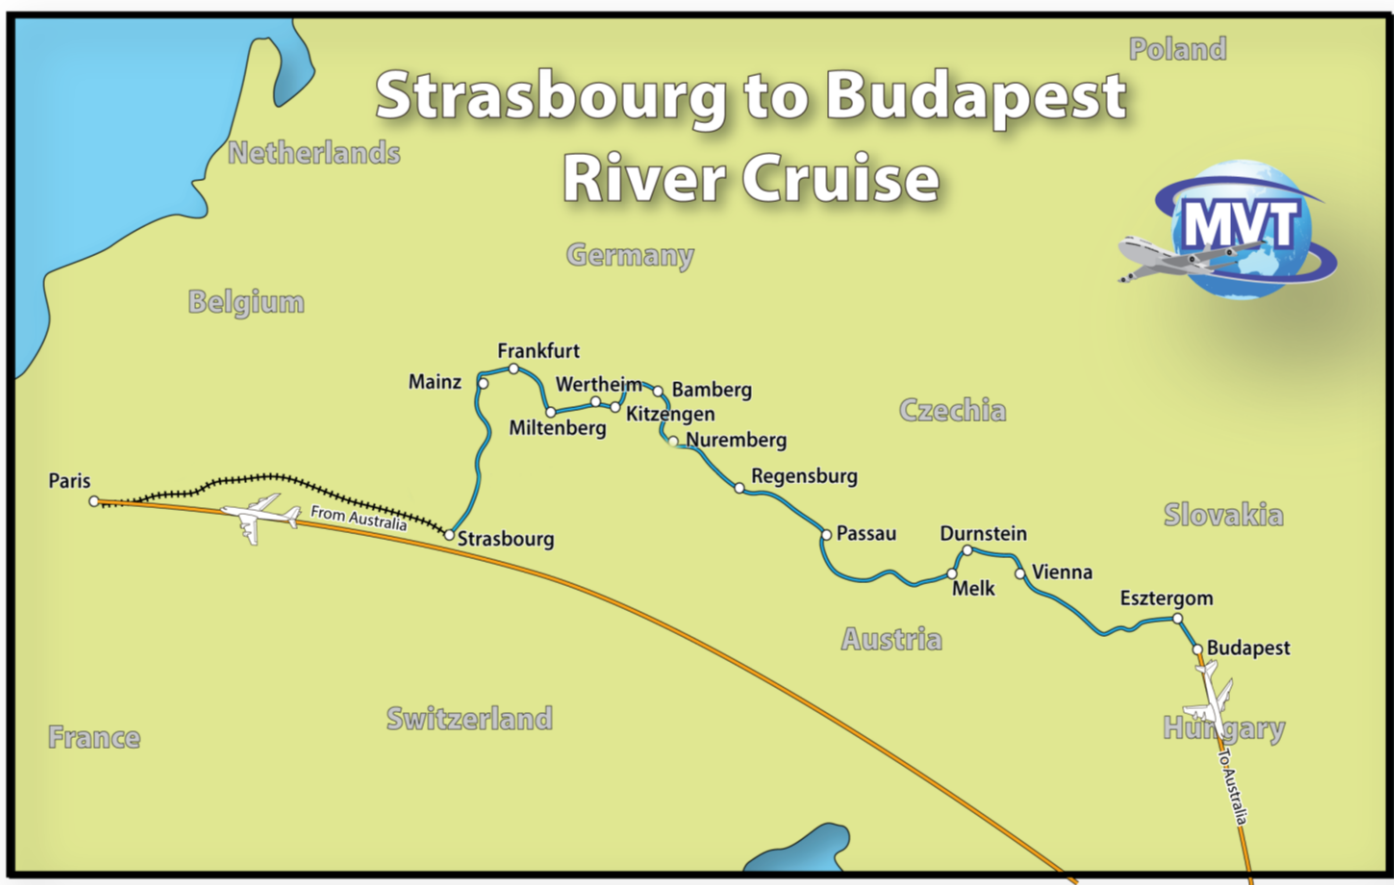 Poland
Strasbourg to Budapest
River Cruise
Netherlands
MVT
Germany
Belgium
Frankfurt
Mainz
Wertheim
Bamberg
Kitzengen
Miltenberg
Czechia
Nuremberg
Regensburg
Paris
From Australia
Strasbourg
Slovakia
Passau
Durnstein
Vienna
Melk
Esztergom
Austria
Budapest
Switzerland
France
Hungary
To Australia